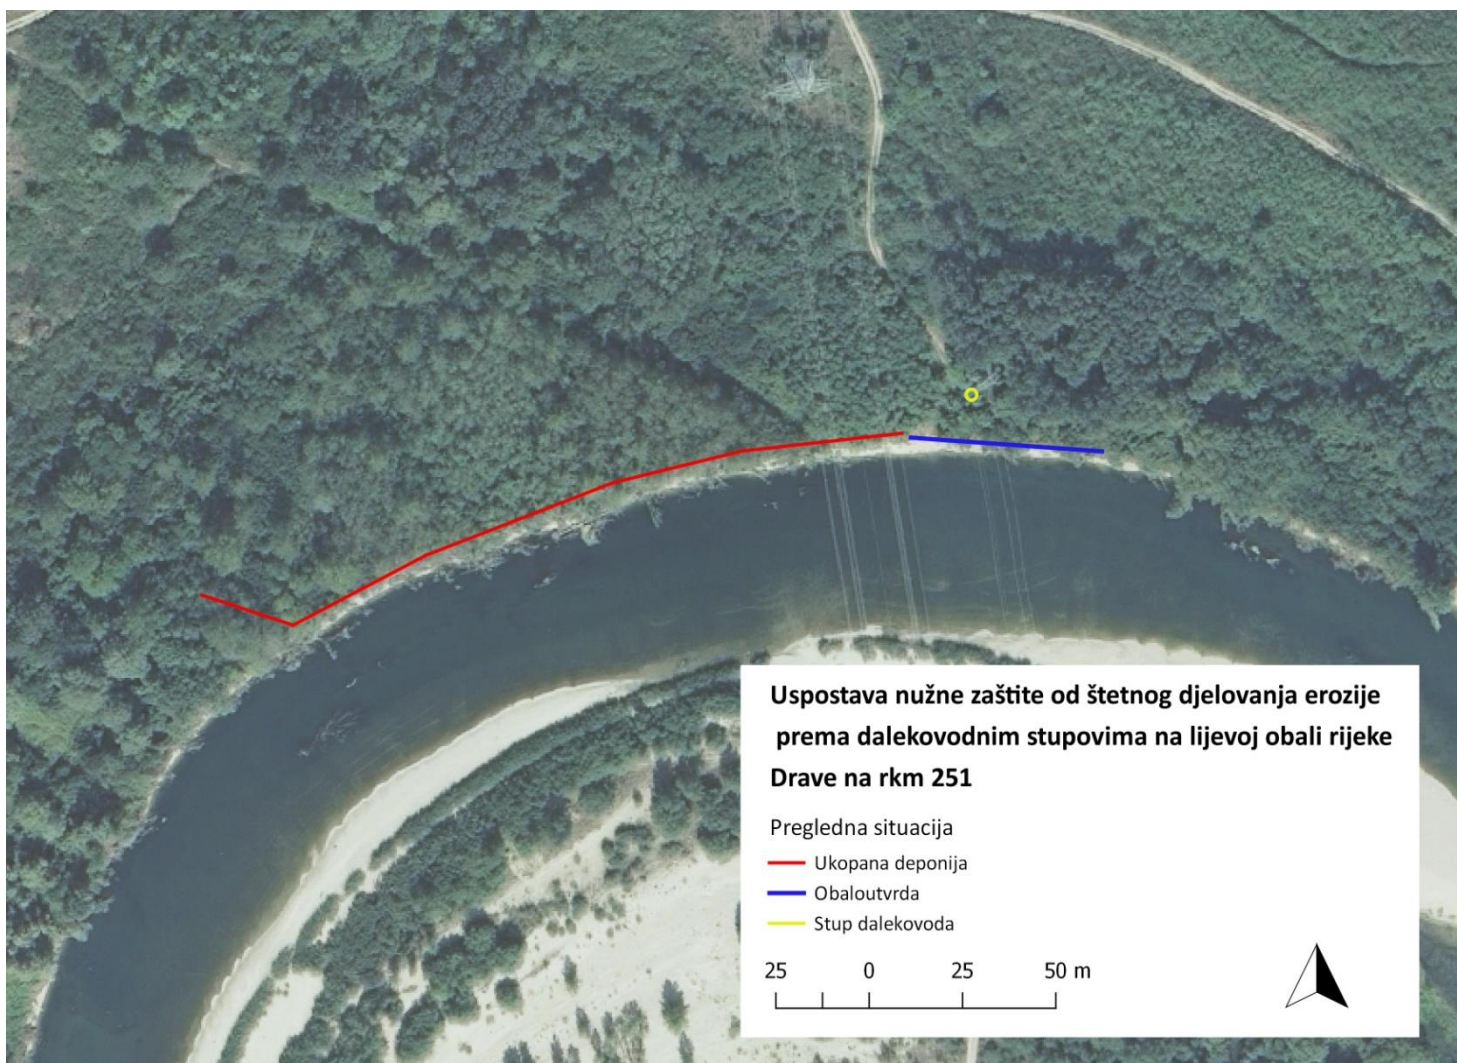 Uspostava nužne zaštite od štetnog djelovanja erozije
prema dalekovodnim stupovima na lijevoj obali rijeke
Drave na rkm 251
Pregledna situacija
Ukopana deponija
Obaloutvrda
Stup dalekovoda
25 0 25 50 m